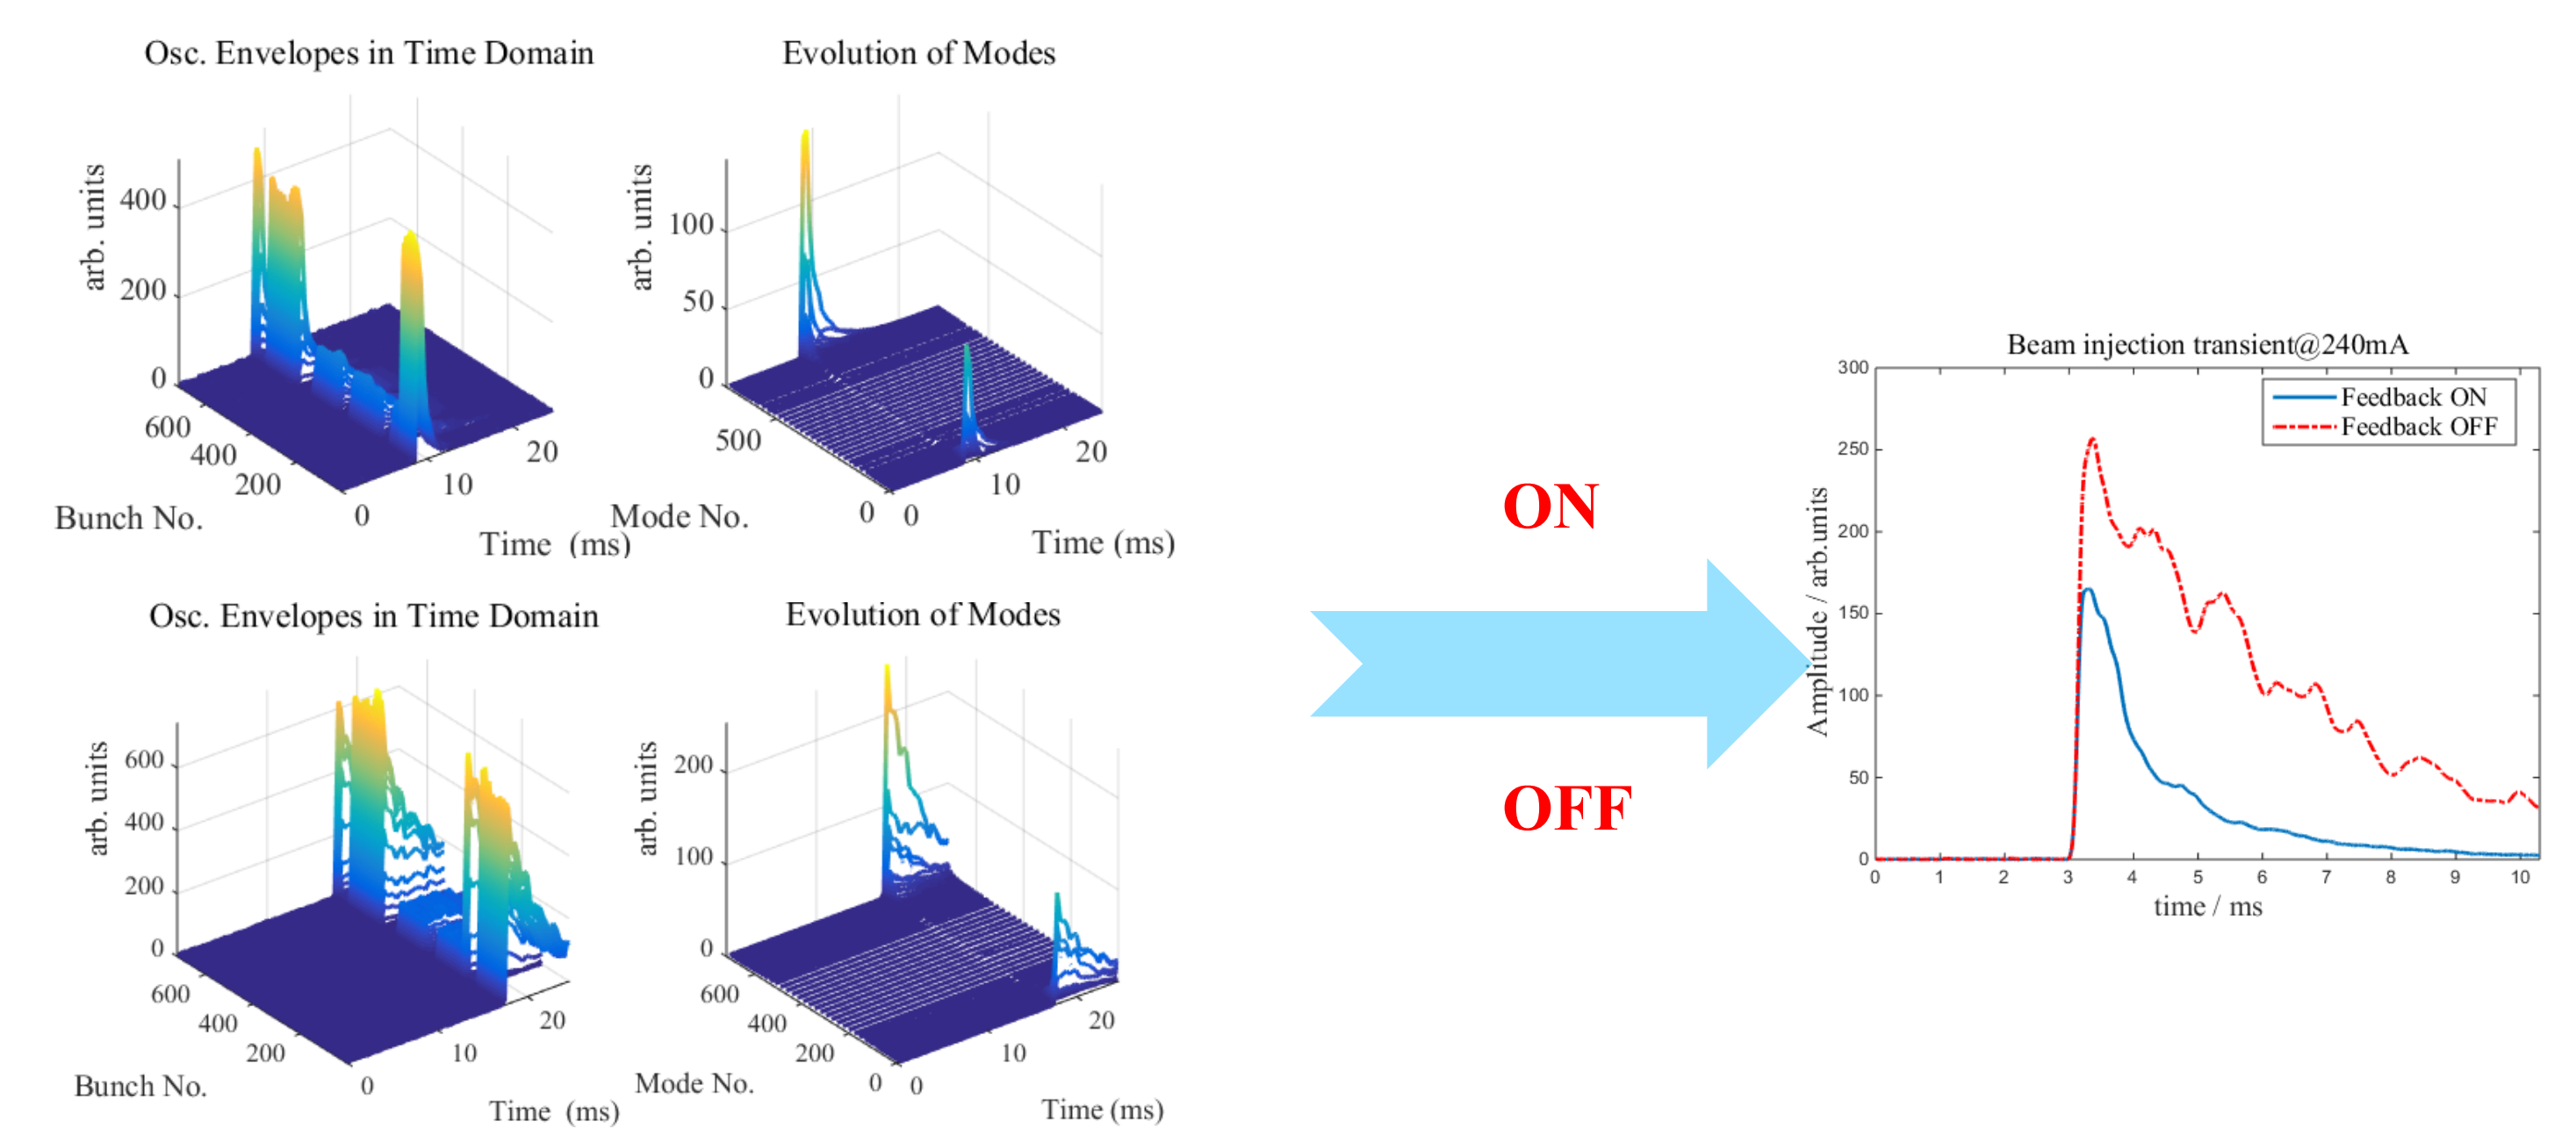 Osc. Envelopes in Time Domain
arb. units
400
200
0
600
400
200
0
10
20
Bunch No.
Time (ms)
Evolution of Modes
arb. units
100
50
0
500
0
0
10
20
Mode No.
Time (ms)
Osc. Envelopes in Time Domain
arb. units
600
400
200
0
600
400
200
0
10
20
Bunch No.
Time (ms)
Evolution of Modes
arb. units
200
100
0
600
400
200
0
0
10
20
Mode No.
Time (ms)
ON
OFF
Beam injection transient@240mA
Feedback ON
Feedback OFF
Amplitude / arb.units
300
250
200
150
100
50
0
0 1 2 3 4 5 6 7 8 9 10
time / ms